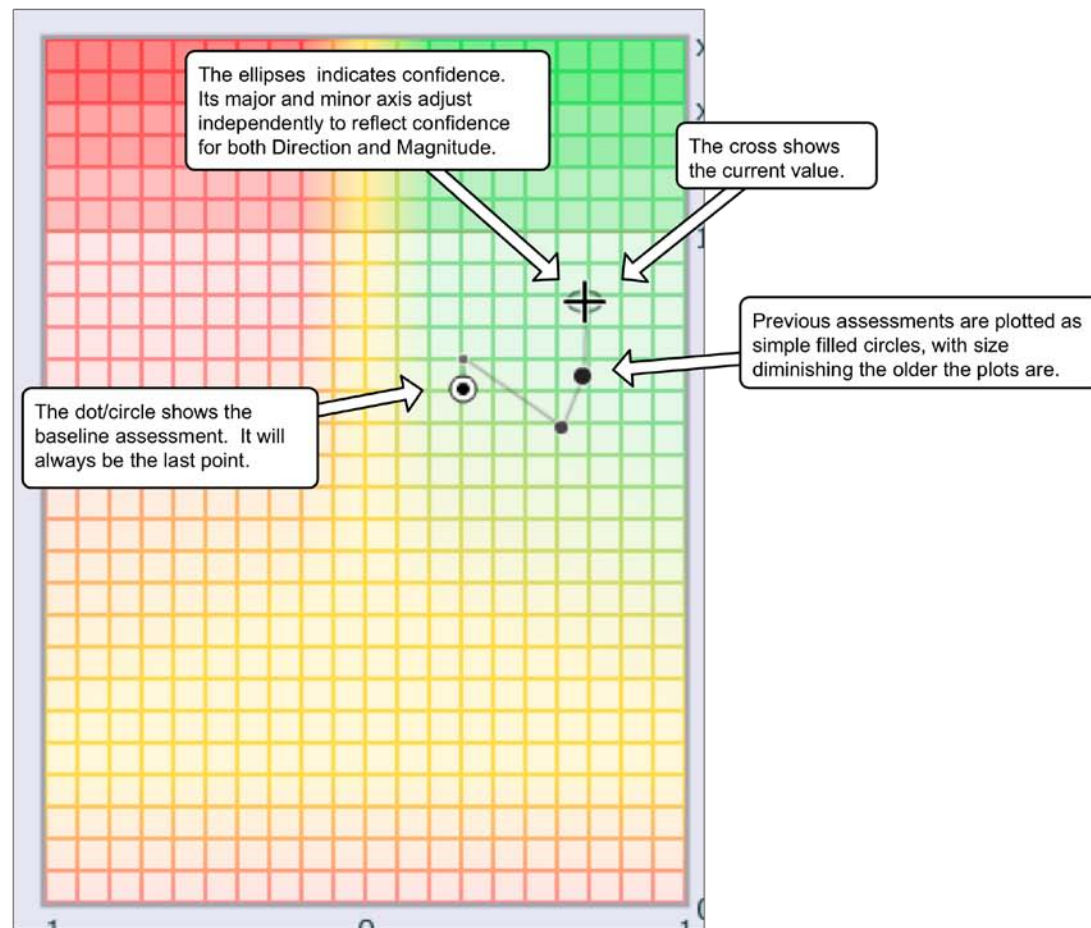 The ellipses  indicates confidence.
Its major and minor axis adjust
independently to reflect confidence
for both Direction and Magnitude.
The cross shows
the current value.
Previous assessments are plotted as
simple filled circles, with size
diminishing the older the plots are.
The dot/circle shows the
baseline assessment.  It will
always be the last point.